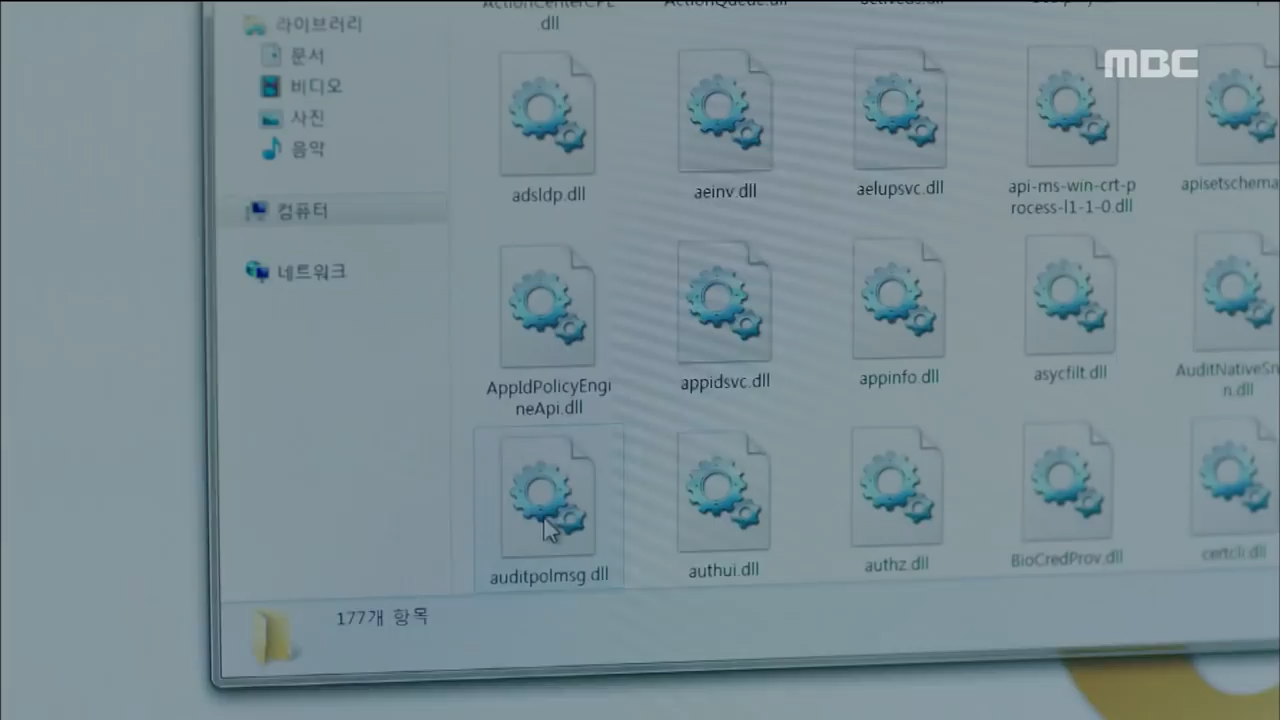 라이브러리
문서
비디오
사진
음악
컴퓨터
네트워크
dll
MBC
adsldp.dll
aeinv.dll
aelupsvc.dll
api-ms-win-crt-p
rocess-l1-1-0.dll
apisetschema
AppIdPolicyEngi
neApi.dll
appidsvc.dll
appinfo.dll
asycfilt.dll
AuditNativeSn
n.dll
auditpolmsg.dll
authui.dll
authz.dll
BioCredProv.dll
certcli.dll
177개 항목